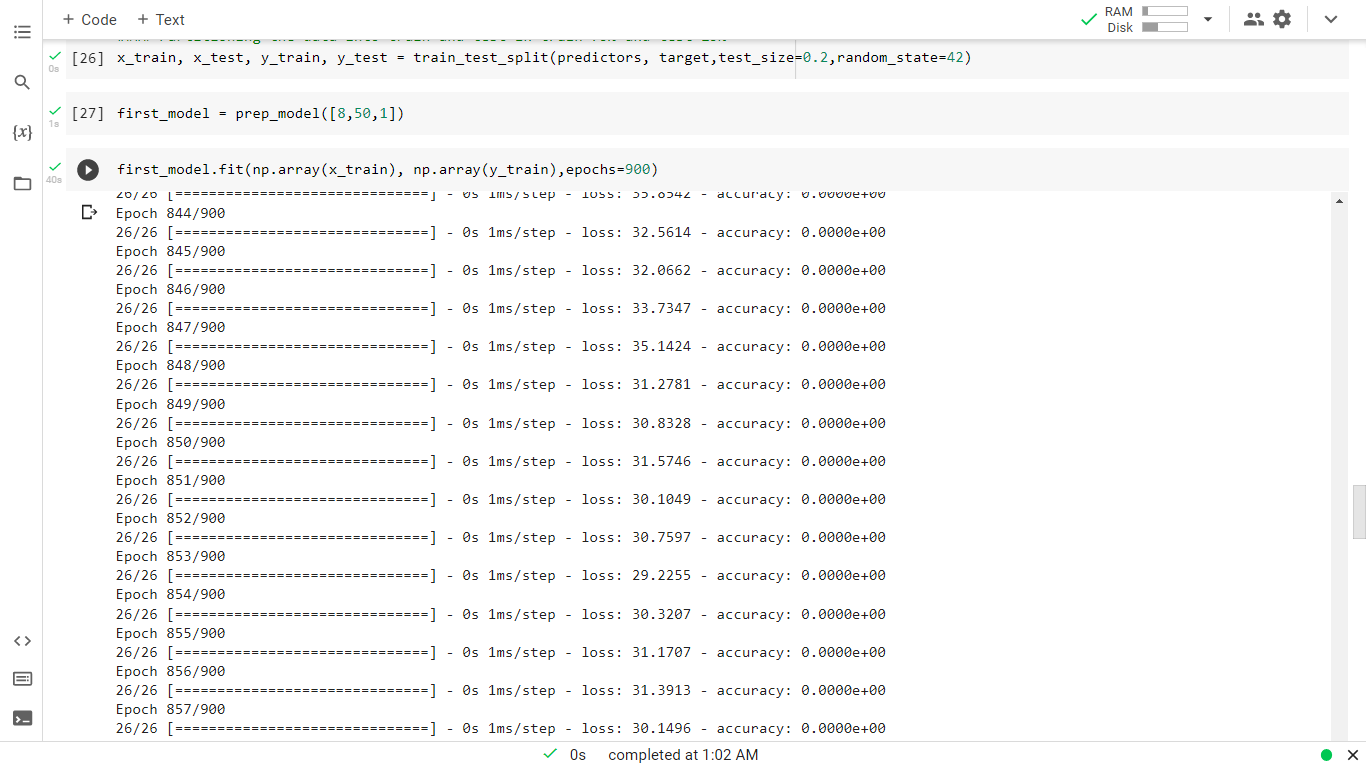 + Code + Text
RAM
Disk
[26] x_train, x_test, y_train, y_test = train_test_split(predictors, target,test_size=0.2,random_state=42)
0s
[27] first_model = prep_model([8,50,1])
1s
first_model.fit(np.array(x_train), np.array(y_train),epochs=900)
40s
26/26 [==============================] - 0s 1ms/step - loss: 35.8542 - accuracy: 0.0000e+00
Epoch 844/900
26/26 [==============================] - 0s 1ms/step - loss: 32.5614 - accuracy: 0.0000e+00
Epoch 845/900
26/26 [==============================] - 0s 1ms/step - loss: 32.0662 - accuracy: 0.0000e+00
Epoch 846/900
26/26 [==============================] - 0s 1ms/step - loss: 33.7347 - accuracy: 0.0000e+00
Epoch 847/900
26/26 [==============================] - 0s 1ms/step - loss: 35.1424 - accuracy: 0.0000e+00
Epoch 848/900
26/26 [==============================] - 0s 1ms/step - loss: 31.2781 - accuracy: 0.0000e+00
Epoch 849/900
26/26 [==============================] - 0s 1ms/step - loss: 30.8328 - accuracy: 0.0000e+00
Epoch 850/900
26/26 [==============================] - 0s 1ms/step - loss: 31.5746 - accuracy: 0.0000e+00
Epoch 851/900
26/26 [==============================] - 0s 1ms/step - loss: 30.1049 - accuracy: 0.0000e+00
Epoch 852/900
26/26 [==============================] - 0s 1ms/step - loss: 30.7597 - accuracy: 0.0000e+00
Epoch 853/900
26/26 [==============================] - 0s 1ms/step - loss: 29.2255 - accuracy: 0.0000e+00
Epoch 854/900
26/26 [==============================] - 0s 1ms/step - loss: 30.3207 - accuracy: 0.0000e+00
Epoch 855/900
26/26 [==============================] - 0s 1ms/step - loss: 31.1707 - accuracy: 0.0000e+00
Epoch 856/900
26/26 [==============================] - 0s 1ms/step - loss: 31.3913 - accuracy: 0.0000e+00
Epoch 857/900
26/26 [==============================] - 0s 1ms/step - loss: 30.1496 - accuracy: 0.0000e+00
0s completed at 1:02 AM